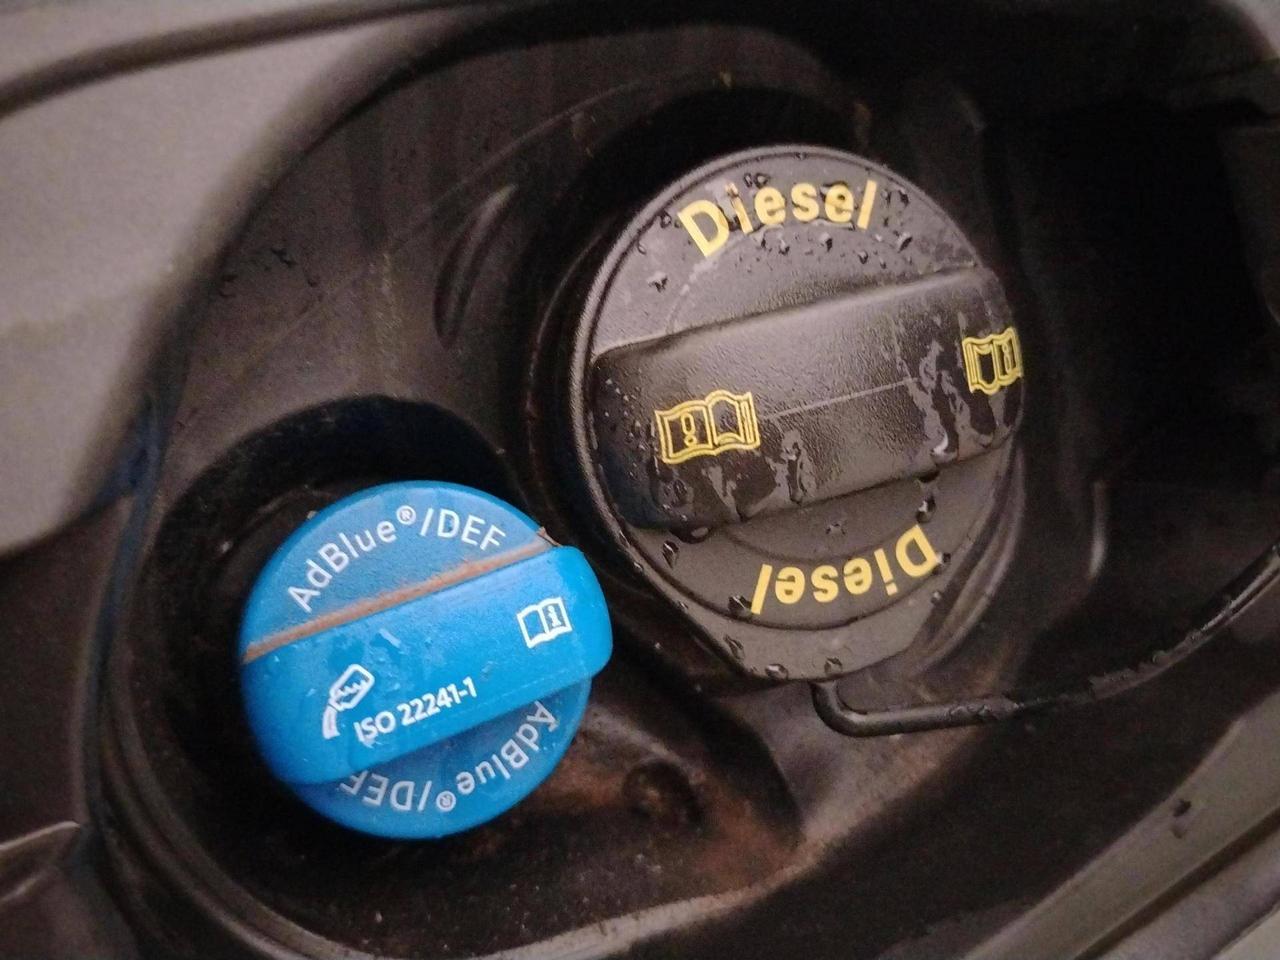 Diesel
Diesel
AdBlue®/DEF
ISO 22241-1
AdBlue®/DEF